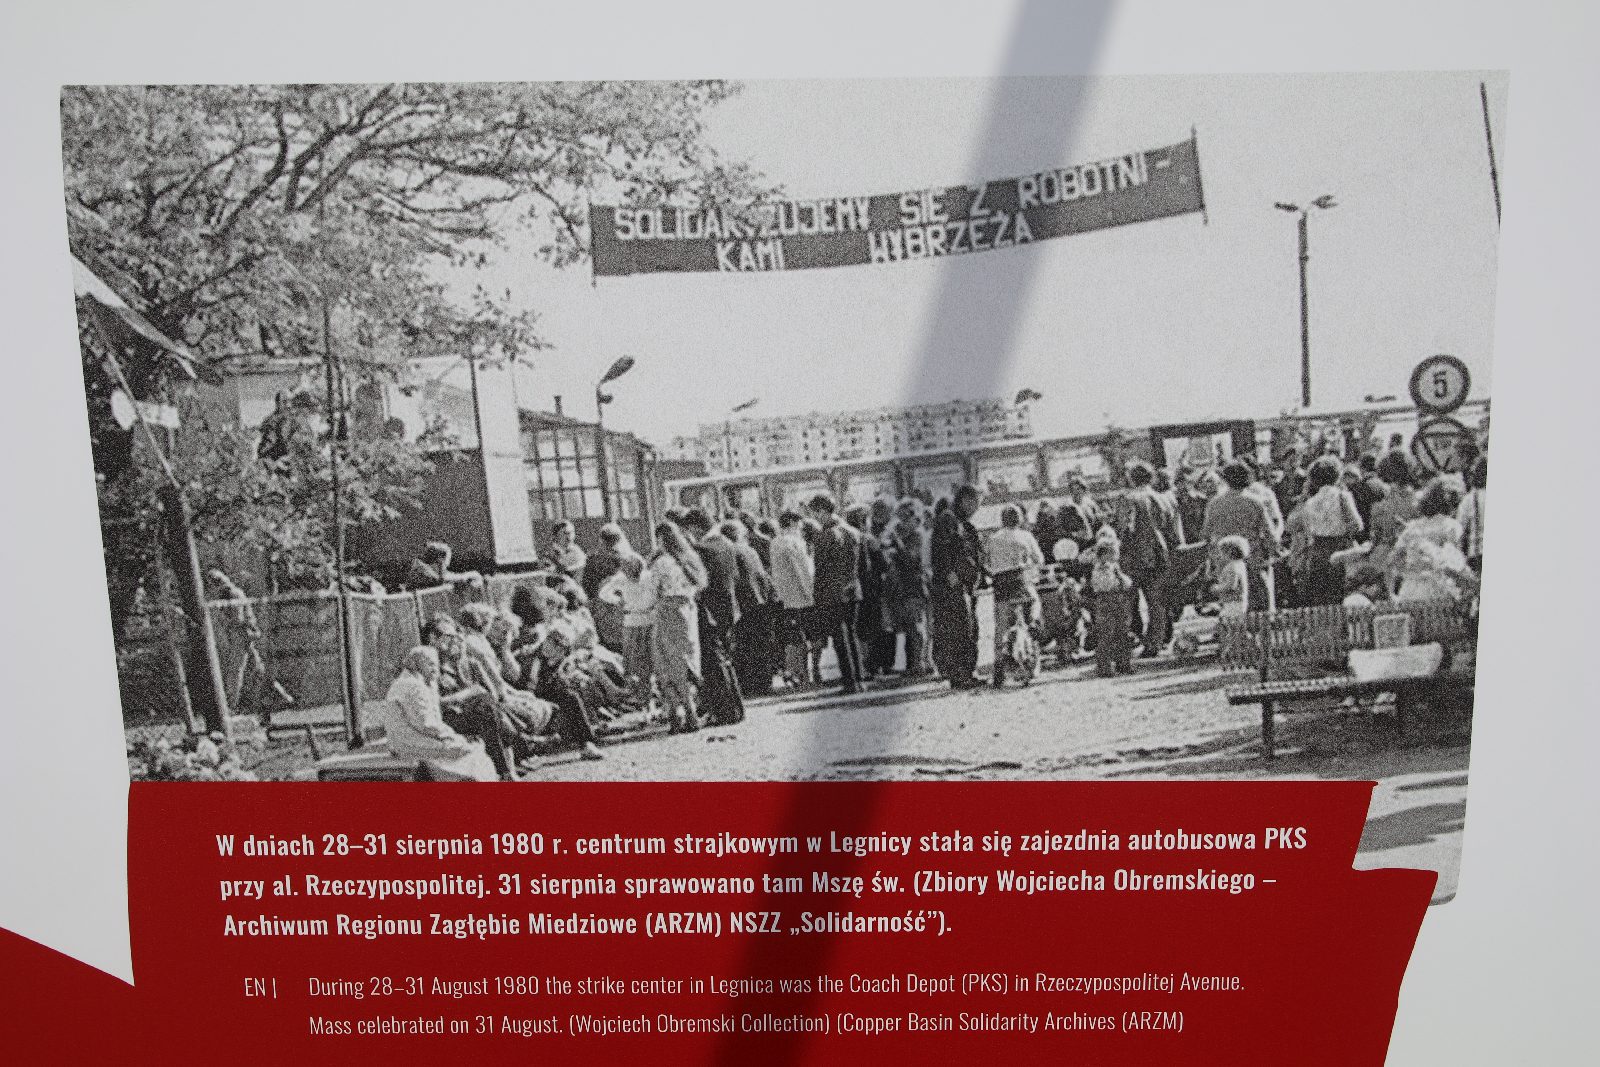 SOLIDARYZUJEMY SIĘ Z ROBOTNI-
KAMI WYBRZEŻA
5
W dniach 28–31 sierpnia 1980 r. centrum strajkowym w Legnicy stała się zajezdnia autobusowa PKS
przy al. Rzeczypospolitej. 31 sierpnia sprawowano tam Mszę św. (Zbiory Wojciecha Obremskiego –
Archiwum Regionu Zagłębie Miedziowe (ARZM) NSZZ „Solidarność”).
EN | During 28–31 August 1980 the strike center in Legnica was the Coach Depot (PKS) in Rzeczypospolitej Avenue.
Mass celebrated on 31 August. (Wojciech Obremski Collection) (Copper Basin Solidarity Archives (ARZM)